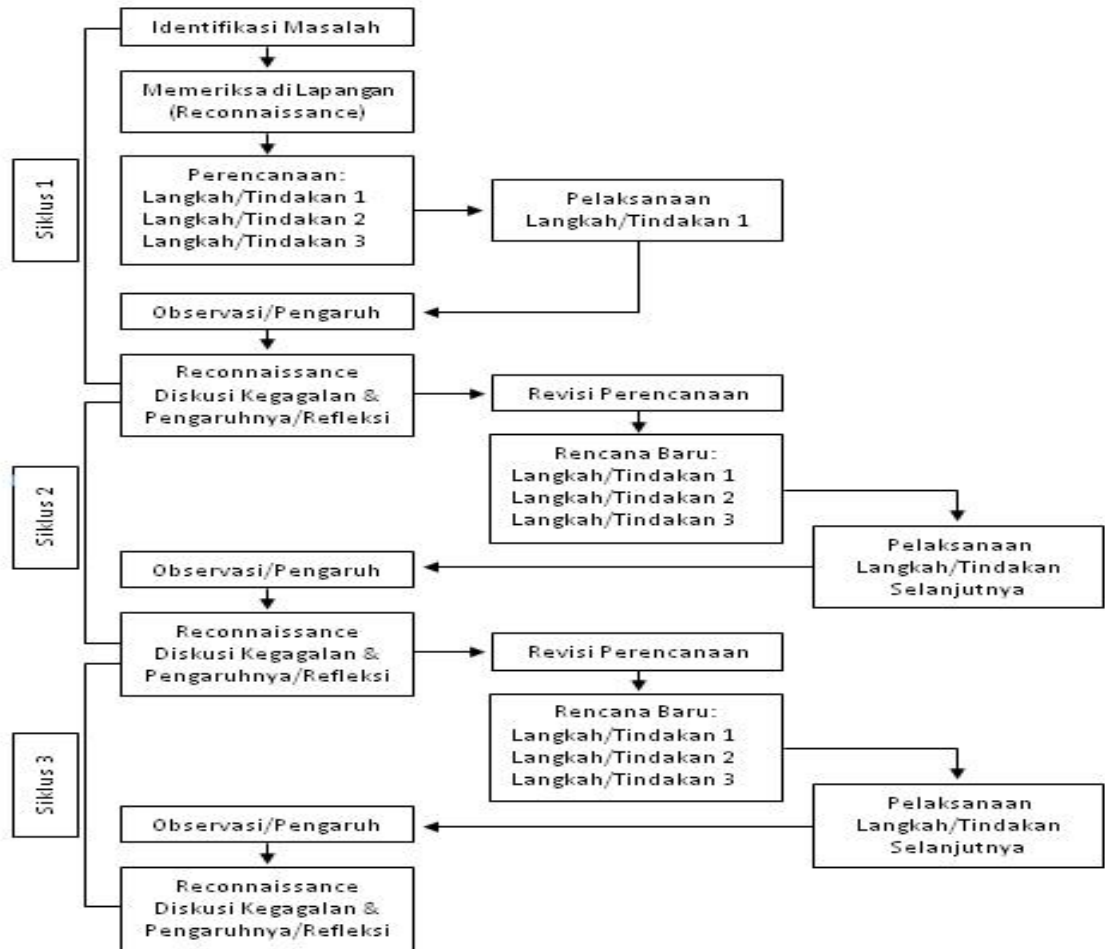 Siklus 1
Identifikasi Masalah
Memeriksa di Lapangan
(Reconnaissance)
Perencanaan:
Langkah/Tindakan 1
Langkah/Tindakan 2
Langkah/Tindakan 3
Pelaksanaan
Langkah/Tindakan 1
Observasi/Pengaruh
Reconnaissance
Diskusi Kegagalan &
Pengaruhnya/Refleksi
Siklus 2
Revisi Perencanaan
Rencana Baru:
Langkah/Tindakan 1
Langkah/Tindakan 2
Langkah/Tindakan 3
Pelaksanaan
Langkah/Tindakan
Selanjutnya
Observasi/Pengaruh
Reconnaissance
Diskusi Kegagalan &
Pengaruhnya/Refleksi
Siklus 3
Revisi Perencanaan
Rencana Baru:
Langkah/Tindakan 1
Langkah/Tindakan 2
Langkah/Tindakan 3
Pelaksanaan
Langkah/Tindakan
Selanjutnya
Observasi/Pengaruh
Reconnaissance
Diskusi Kegagalan &
Pengaruhnya/Refleksi